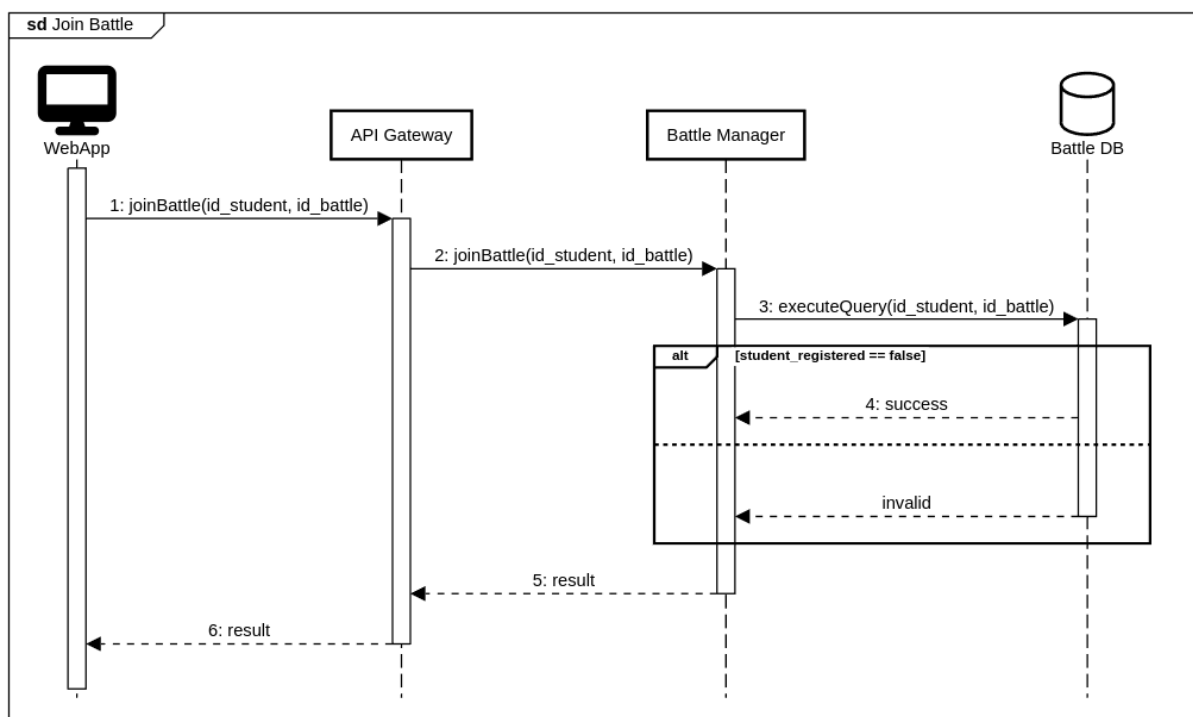 sd Join Battle
WebApp
API Gateway
Battle Manager
Battle DB
1: joinBattle(id_student, id_battle)
2: joinBattle(id_student, id_battle)
3: executeQuery(id_student, id_battle)
alt
[student_registered == false]
4: success
invalid
5: result
6: result